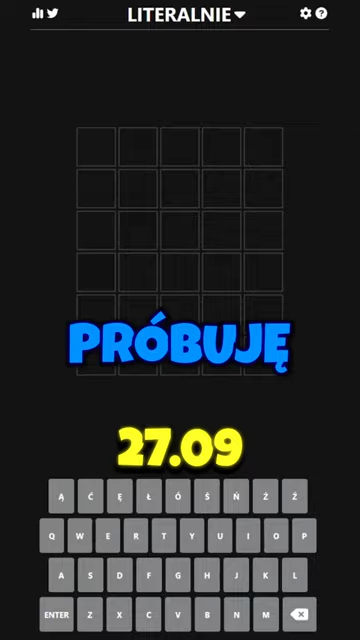 LITERALNIE
PRÓBUJĘ
27.09
Ą Ć Ę Ł Ó Ś Ń Ż Ź
Q W E R T Y U I O P
A S D F G H J K L
ENTER Z X C V B N M